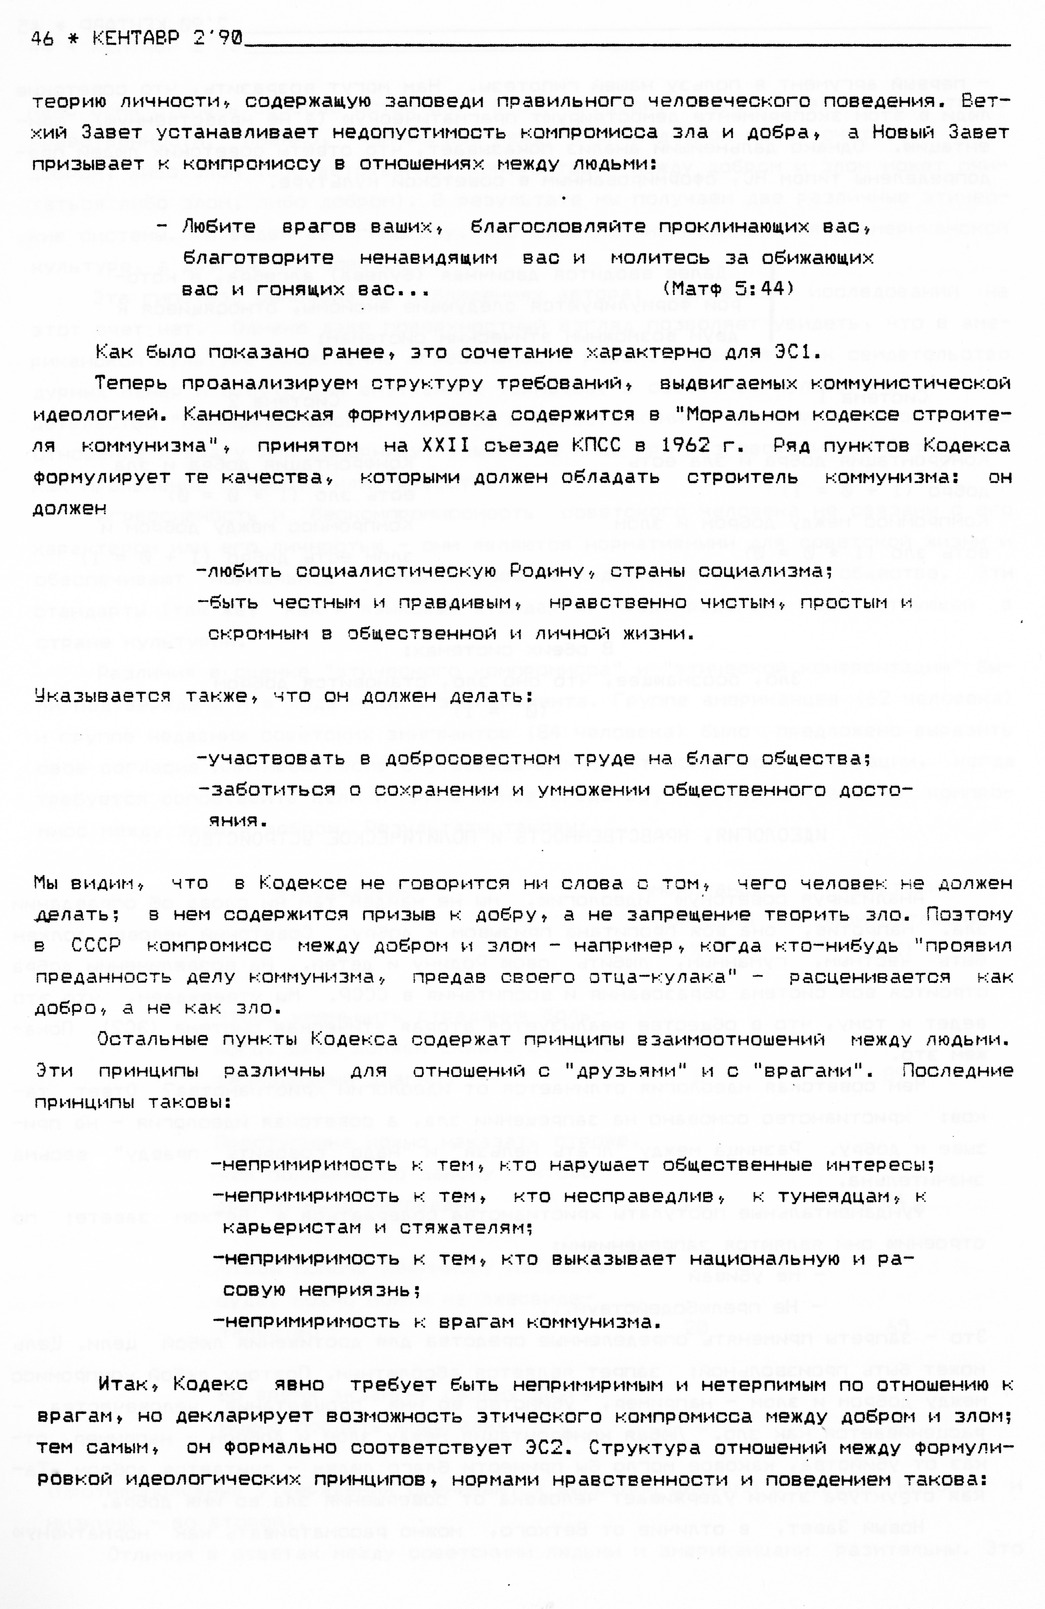 46 * КЕНТАВР 2'90
теорию личности, содержащую заповеди правильного человеческого поведения. Вет-
хий Завет устанавливает недопустимость компромисса зла и добра, а Новый Завет
призывает к компромиссу в отношениях между людьми:
- Любите врагов ваших, благословляйте проклинающих вас,
благотворите ненавидящим вас и молитесь за обижающих
вас и гонящих вас... (Матф 5:44)
Как было показано ранее, это сочетание характерно для ЭС1.
Теперь проанализируем структуру требований, выдвигаемых коммунистической
идеологией. Каноническая формулировка содержится в "Моральном кодексе строите-
ля коммунизма", принятом на XXII съезде КПСС в 1962 г. Ряд пунктов Кодекса
формулирует те качества, которыми должен обладать строитель коммунизма: он
должен
-любить социалистическую Родину, страны социализма;
-быть честным и правдивым, нравственно чистым, простым и
скромным в общественной и личной жизни.
Указывается также, что он должен делать:
-участвовать в добросовестном труде на благо общества;
-заботиться о сохранении и умножении общественного досто-
яния.
Мы видим, что в Кодексе не говорится ни слова о том, чего человек не должен
делать; в нем содержится призыв к добру, а не запрещение творить зло. Поэтому
в СССР компромисс между добром и злом - например, когда кто-нибудь "проявил
преданность делу коммунизма, предав своего отца-кулака" - расценивается как
добро, а не как зло.
Остальные пункты Кодекса содержат принципы взаимоотношений между людьми.
Эти принципы различны для отношений с "друзьями" и с "врагами". Последние
принципы таковы:
-непримиримость к тем, кто нарушает общественные интересы;
-непримиримость к тем, кто несправедлив, к тунеядцам, к
карьеристам и стяжателям;
-непримиримость к тем, кто выказывает национальную и ра-
совую неприязнь;
-непримиримость к врагам коммунизма.
Итак, Кодекс явно требует быть непримиримым и нетерпимым по отношению к
врагам, но декларирует возможность этического компромисса между добром и злом;
тем самым, он формально соответствует ЭС2. Структура отношений между формули-
ровкой идеологических принципов, нормами нравственности и поведением такова: